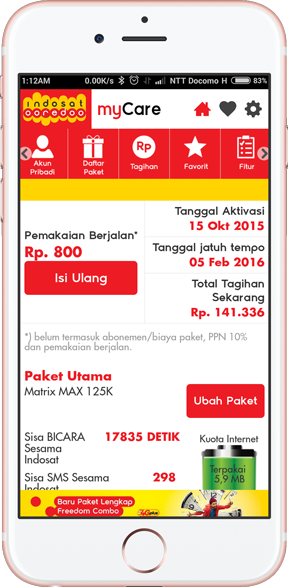 1:12AM 0.00K/s NTT Docomo H 83%
indosat
ooredoo
myCare
Akun
Pribadi
Daftar
Paket
Rp
Tagihan
Favorit
Fitur
Tanggal Aktivasi
15 Okt 2015
Pemakaian Berjalan*
Rp. 800
Isi Ulang
Tanggal jatuh tempo
05 Feb 2016
Total Tagihan
Sekarang
Rp. 141.336
*) belum termasuk abonemen/biaya paket, PPN 10%
dan pemakaian berjalan.
Paket Utama
Matrix MAX 125K
Ubah Paket
Sisa BICARA
Sesama
Indosat
17835 DETIK
Kuota Internet
Terpakai
5,9 MB
Sisa SMS Sesama
Indosat
298
Baru Paket Lengkap
Freedom Combo